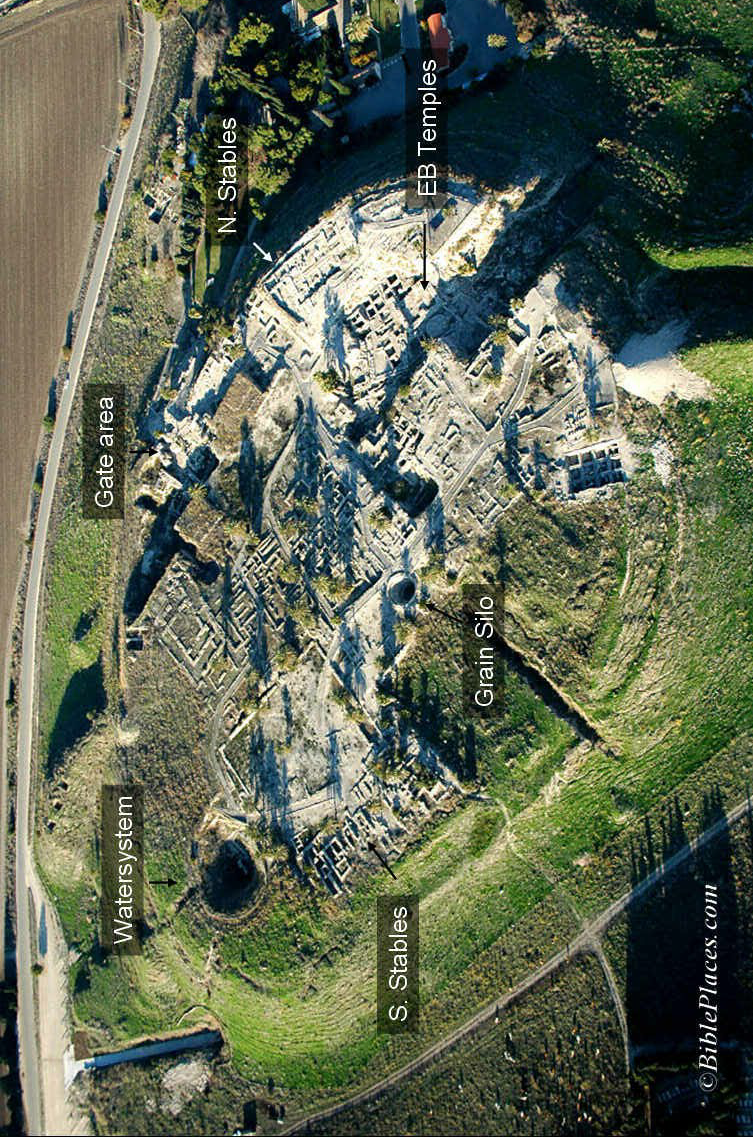 Watersystem
Gate area
N. Stables
S. Stables
EB Temples
Grain Silo
©BiblePlaces.com